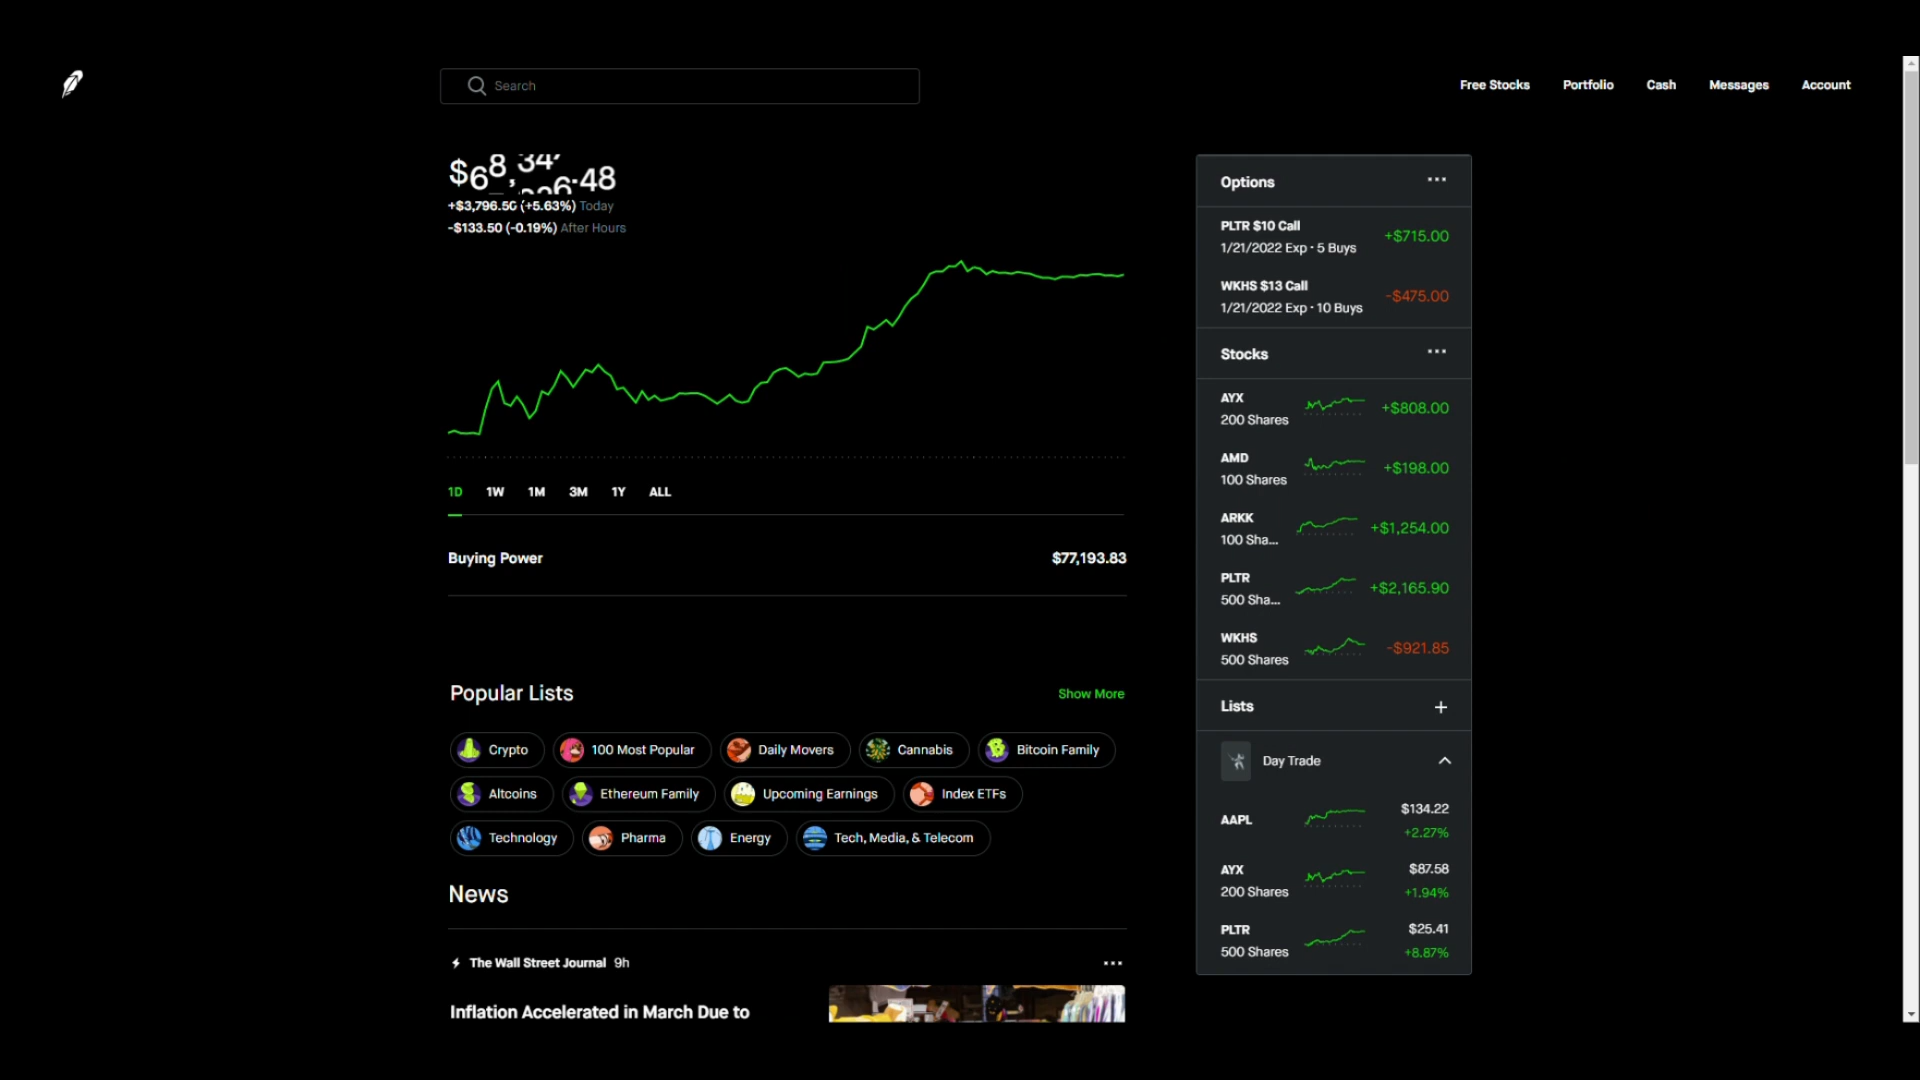 Search
Free Stocks
Portfolio
Cash
Messages
Account
+$3,796.50 (+5.63%) Today
-$133.50 (-0.19%) After Hours
1D 1W 1M 3M 1Y ALL
Buying Power $77,193.83
Popular Lists Show More
Crypto 100 Most Popular Daily Movers Cannabis Bitcoin Family
Altcoins Ethereum Family Upcoming Earnings Index ETFs
Technology Pharma Energy Tech, Media, & Telecom
News
The Wall Street Journal 9h
Inflation Accelerated in March Due to
Options
PLTR $10 Call
1/21/2022 Exp · 5 Buys
+$715.00
WKHS $13 Call
1/21/2022 Exp · 10 Buys
-$475.00
Stocks
AYX
200 Shares
+$808.00
AMD
100 Shares
+$198.00
ARKK
100 Sha...
+$1,254.00
PLTR
500 Sha...
+$2,165.90
WKHS
500 Shares
-$921.85
Lists
Day Trade
AAPL
$134.22
+2.27%
AYX
200 Shares
$87.58
+1.94%
PLTR
500 Shares
$25.41
+8.87%